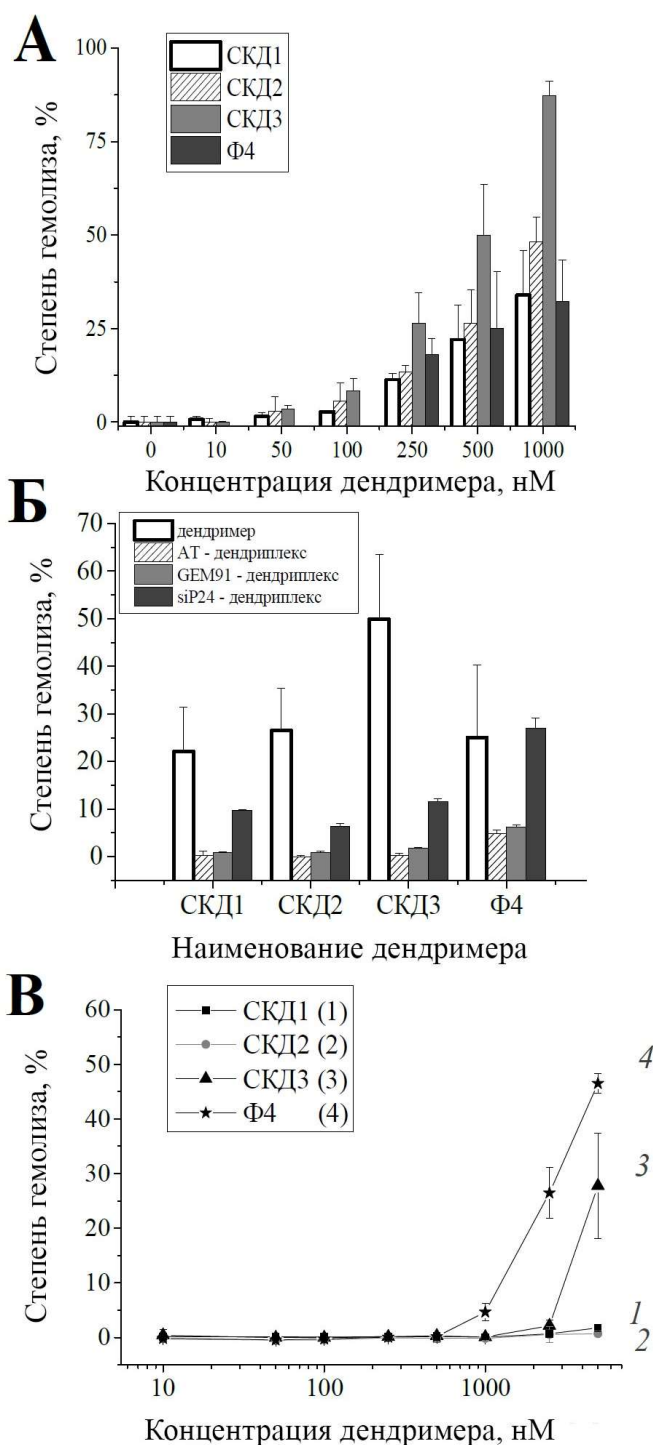 А
Степень гемолиза, %
100
75
50
25
0
СКД1
СКД2
СКД3
Ф4
0 10 50 100 250 500 1000
Концентрация дендримера, нМ
Б
Степень гемолиза, %
70
60
50
40
30
20
10
0
дендример
АТ - дендриплекс
GEM91 - дендриплекс
siP24 - дендриплекс
СКД1 СКД2 СКД3 Ф4
Наименование дендримера
В
Степень гемолиза, %
60
50
40
30
20
10
0
СКД1 (1)
СКД2 (2)
СКД3 (3)
Ф4 (4)
4
3
1
2
10 100 1000
Концентрация дендримера, нМ